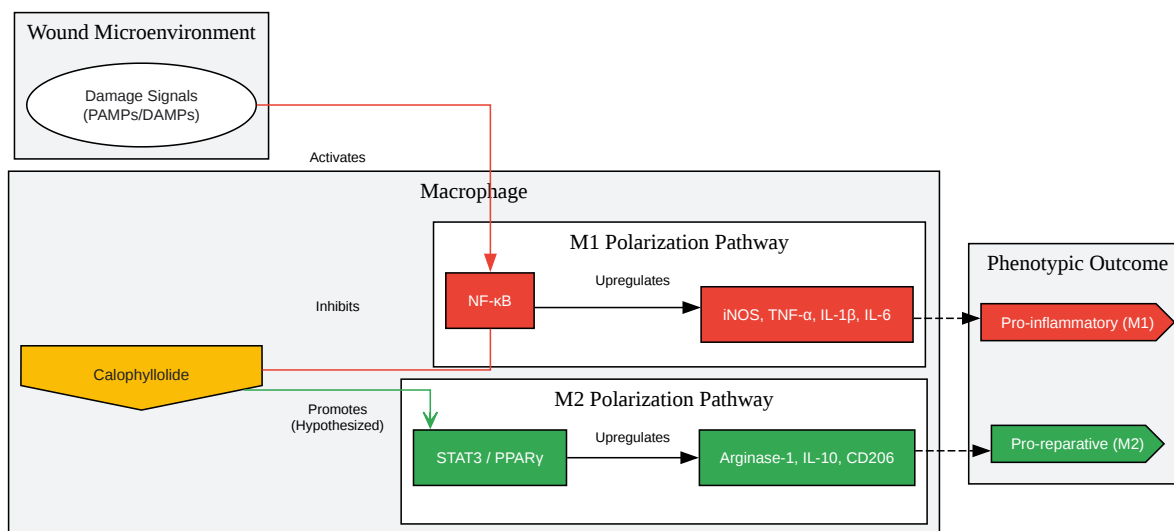 Wound Microenvironment
Damage Signals
(PAMPs/DAMPs)
Activates
Macrophage
M1 Polarization Pathway
NF-κB
Upregulates
iNOS, TNF-α, IL-1β, IL-6
Inhibits
Calophyllolide
Promotes
(Hypothesized)
M2 Polarization Pathway
STAT3 / PPARγ
Upregulates
Arginase-1, IL-10, CD206
Phenotypic Outcome
Pro-inflammatory (M1)
Pro-reparative (M2)